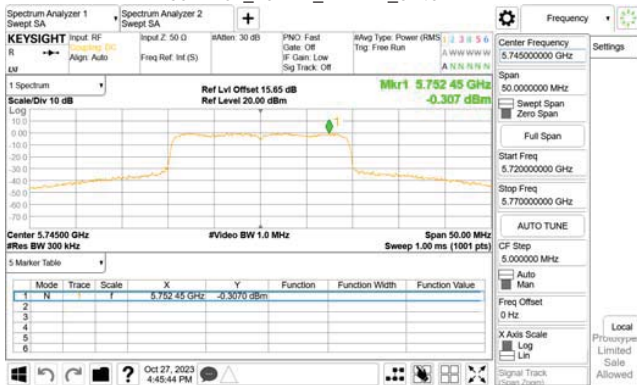 Spectrum Analyzer 1
Swept SA
Spectrum Analyzer 2
Swept SA
+
Frequency
KEYSIGHT
Input: RF
Coupling: DC
Align: Auto
Input Z: 50 Ω
Freq Ref: Int (S)
#Atten: 30 dB
PNO: Fast
Gate: Off
IF Gain: Low
Sig Track: Off
#Avg Type: Power (RMS
Trig: Free Run
1 2 3 4 5 6
A W W W W W
A N N N N N
R
LXI
1 Spectrum
Scale/Div 10 dB
Log
Ref Lvl Offset 15.65 dB
Ref Level 20.00 dBm
Mkr1 5.752 45 GHz
-0.307 dBm
10.0
0.00
-10.0
-20.0
-30.0
-40.0
-50.0
-60.0
-70.0
1
Center 5.74500 GHz
#Res BW 300 kHz
#Video BW 1.0 MHz
Span 50.00 MHz
Sweep 1.00 ms (1001 pts)
5 Marker Table
Mode Trace Scale X Y Function Function Width Function Value
1 N 1 f 5.752 45 GHz -0.3070 dBm
2
3
4
5
6
Center Frequency
5.745000000 GHz
Settings
Span
50.0000000 MHz
Swept Span
Zero Span
Full Span
Start Freq
5.720000000 GHz
Stop Freq
5.770000000 GHz
AUTO TUNE
CF Step
5.000000 MHz
Auto
Man
Freq Offset
0 Hz
X Axis Scale
Log
Lin
Signal Track
(Span Zoom)
Local
Prototype
Limited
Sale
Allowed
?
Oct 27, 2023
4:45:44 PM